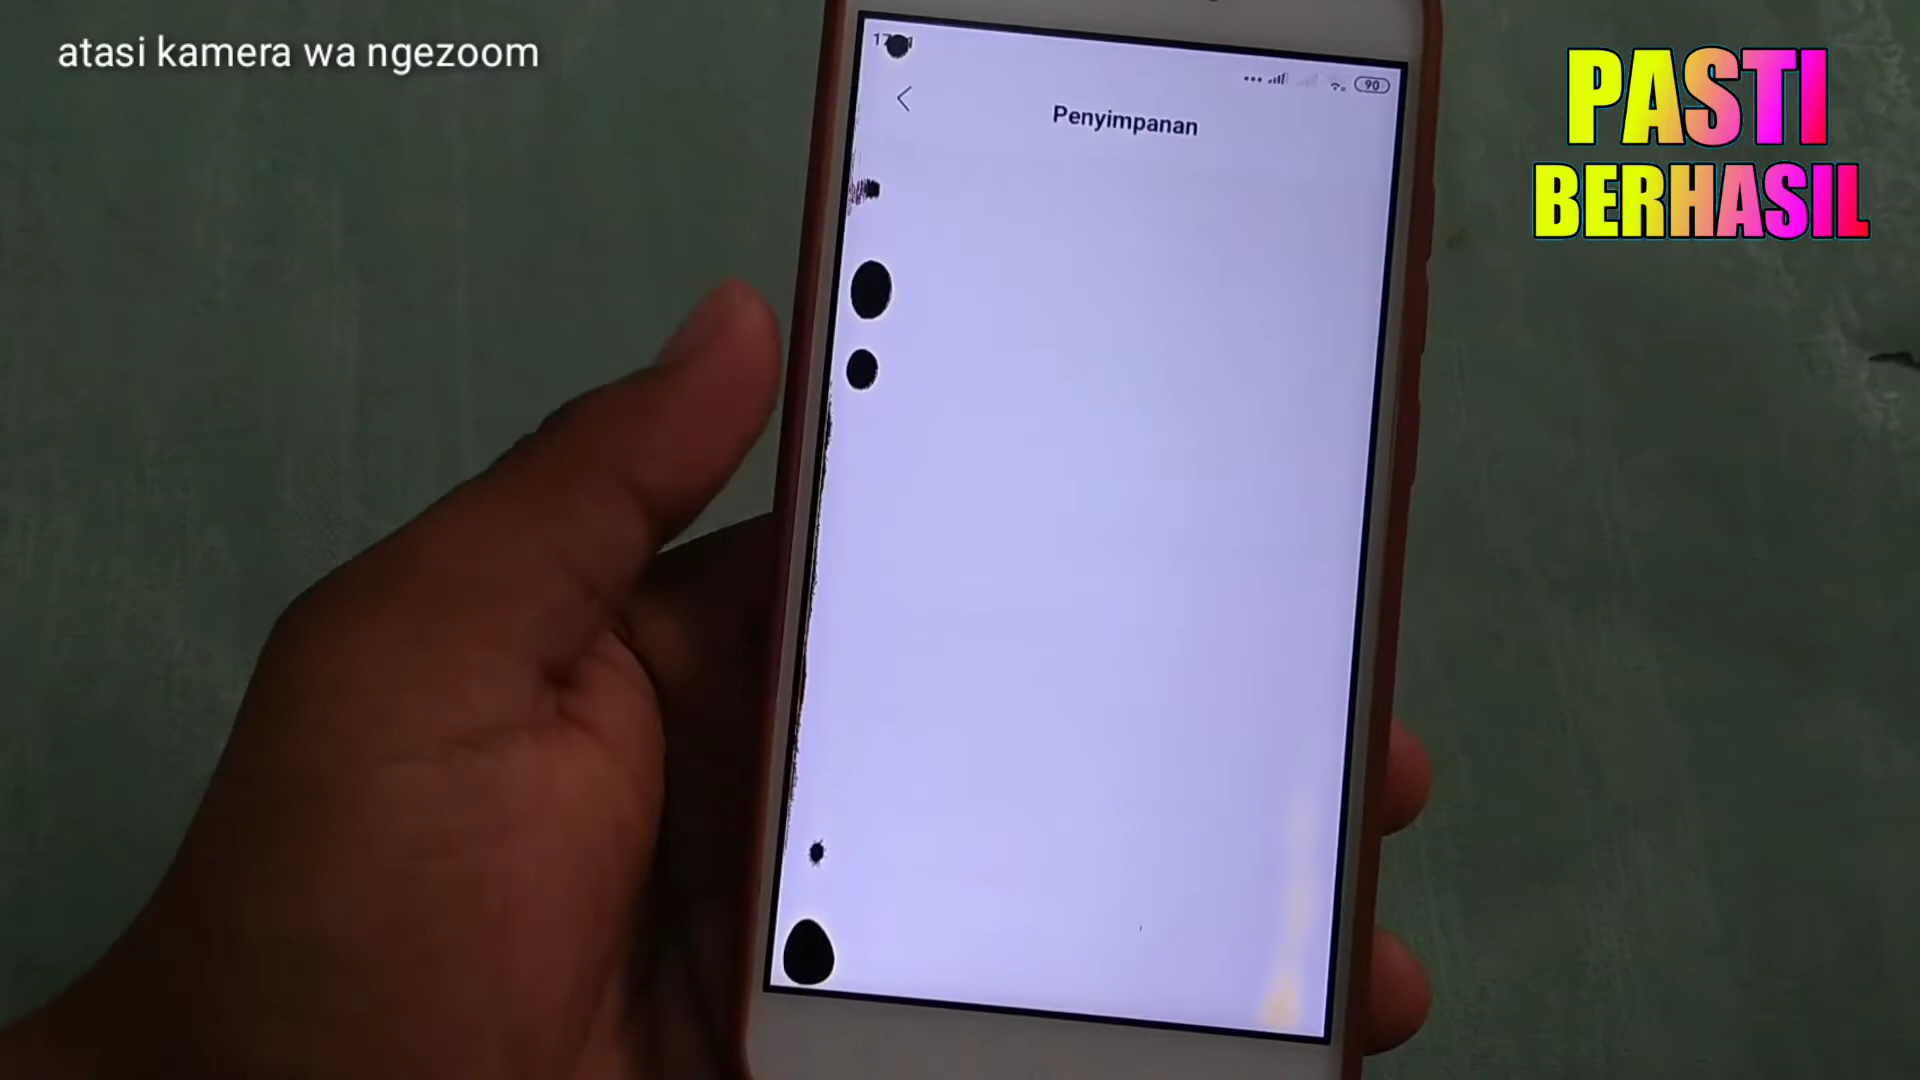 atasi kamera wa ngezoom
PASTI
BERHASIL
90
Penyimpanan